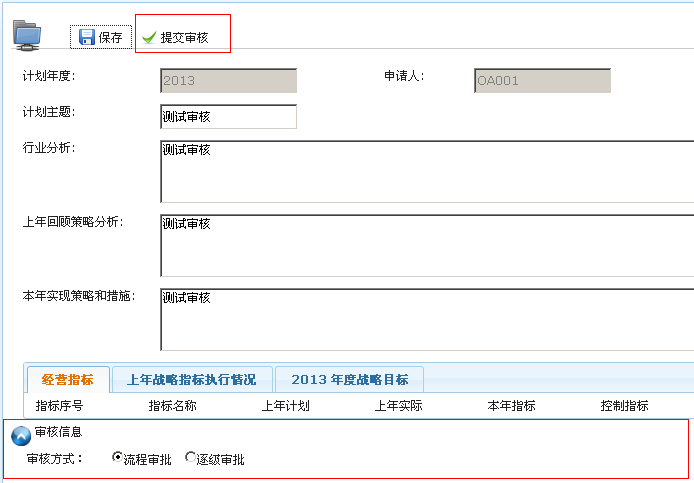 保存 提交审核
计划年度： 2013 申请人： OA001
计划主题： 测试审核
行业分析： 测试审核
上年回顾策略分析： 测试审核
本年实现策略和措施： 测试审核
经营指标 上年战略指标执行情况 2013 年度战略目标
指标序号 指标名称 上年计划 上年实际 本年指标 控制指标
审核信息
审核方式： 流程审批 逐级审批